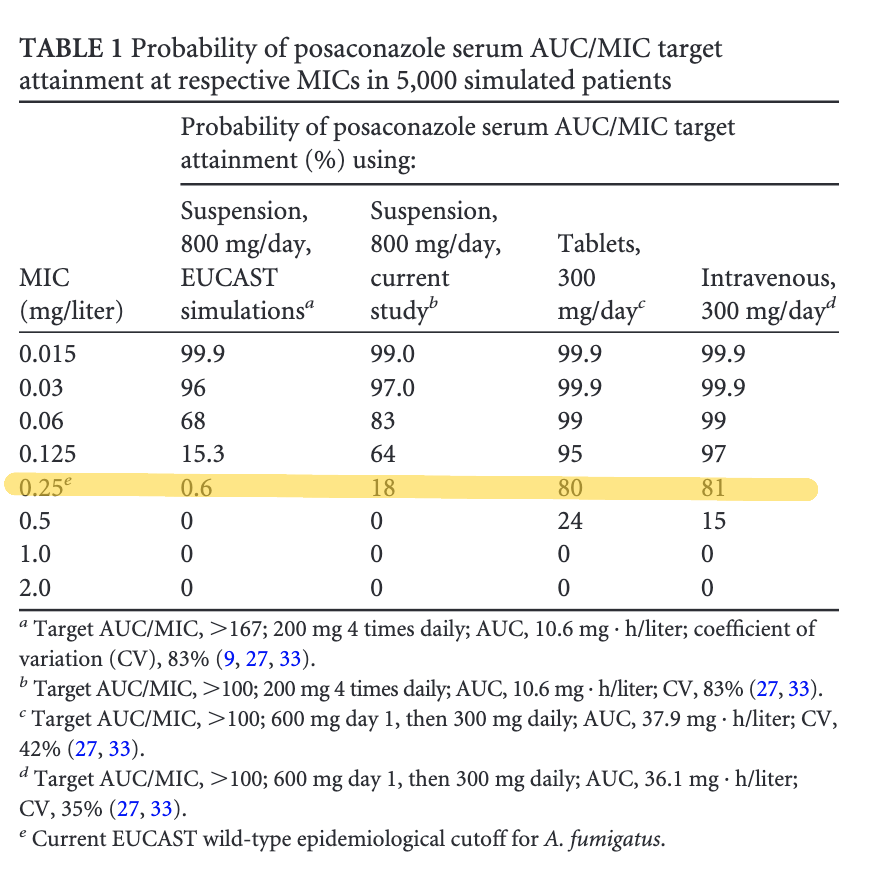 TABLE 1 Probability of posaconazole serum AUC/MIC target
attainment at respective MICs in 5,000 simulated patients
Probability of posaconazole serum AUC/MIC target
attainment (%) using:
MIC (mg/liter) Suspension, 800 mg/day, EUCAST simulationsᵃ Suspension, 800 mg/day, current studyᵇ Tablets, 300 mg/dayᶜ Intravenous, 300 mg/dayᵈ
0.015 99.9 99.0 99.9 99.9
0.03 96 97.0 99.9 99.9
0.06 68 83 99 99
0.125 15.3 64 95 97
0.25ᵉ 0.6 18 80 81
0.5 0 0 24 15
1.0 0 0 0 0
2.0 0 0 0 0
ᵃ Target AUC/MIC, >167; 200 mg 4 times daily; AUC, 10.6 mg · h/liter; coefficient of
variation (CV), 83% (9, 27, 33).
ᵇ Target AUC/MIC, >100; 200 mg 4 times daily; AUC, 10.6 mg · h/liter; CV, 83% (27, 33).
ᶜ Target AUC/MIC, >100; 600 mg day 1, then 300 mg daily; AUC, 37.9 mg · h/liter; CV,
42% (27, 33).
ᵈ Target AUC/MIC, >100; 600 mg day 1, then 300 mg daily; AUC, 36.1 mg · h/liter;
CV, 35% (27, 33).
ᵉ Current EUCAST wild-type epidemiological cutoff for A. fumigatus.